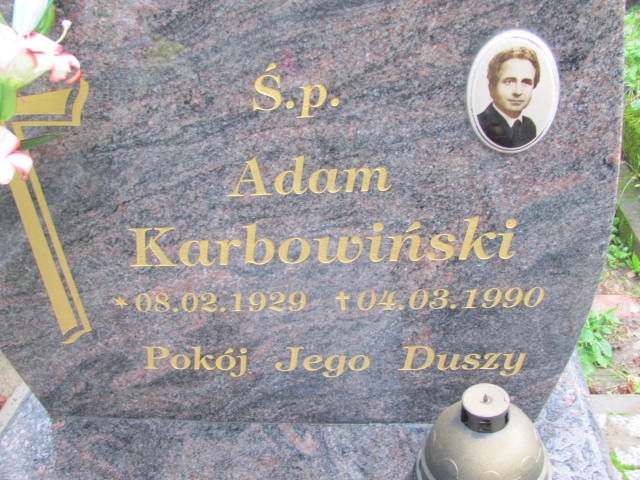 Ś.p.
Adam
Karbowiński
*08.02.1929 †04.03.1990
Pokój Jego Duszy